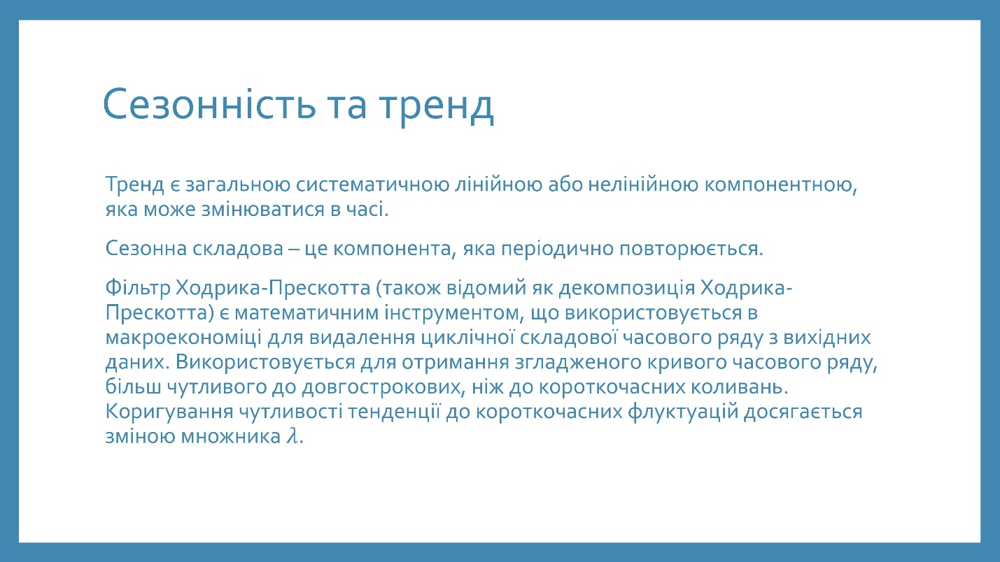 Сезонність та тренд
Тренд є загальною систематичною лінійною або нелінійною компонентною,
яка може змінюватися в часі.
Сезонна складова – це компонента, яка періодично повторюється.
Фільтр Ходрика-Прескотта (також відомий як декомпозиція Ходрика-
Прескотта) є математичним інструментом, що використовується в
макроекономіці для видалення циклічної складової часового ряду з вихідних
даних. Використовується для отримання згладженого кривого часового ряду,
більш чутливого до довгострокових, ніж до короткочасних коливань.
Коригування чутливості тенденції до короткочасних флуктуацій досягається
зміною множника λ.